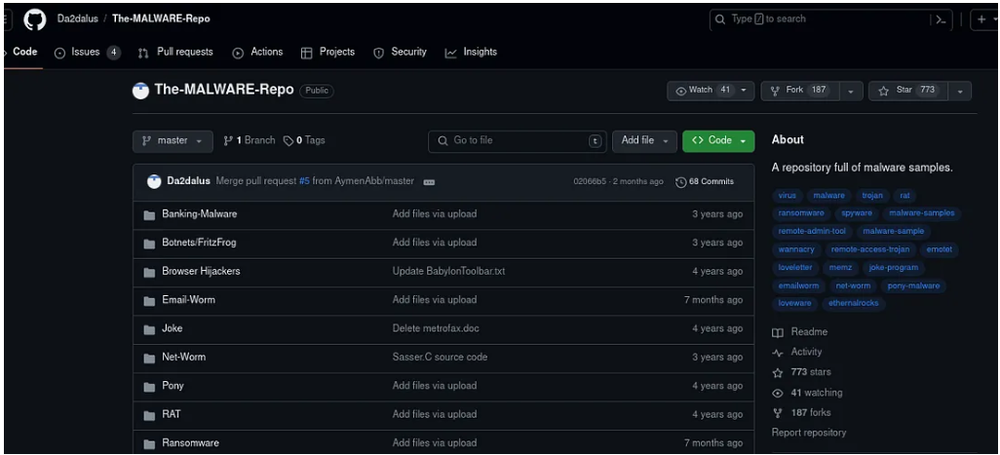 Da2dalus / The-MALWARE-Repo
Type / to search
Code Issues 4 Pull requests Actions Projects Security Insights
The-MALWARE-Repo Public
Watch 41 Fork 187 Star 773
master 1 Branch 0 Tags Go to file t Add file Code
About
A repository full of malware samples.
Da2dalus Merge pull request #5 from AymenAbb/master 02066b5 · 2 months ago 68 Commits
Banking-Malware Add files via upload 3 years ago
Botnets/FritzFrog Add files via upload 3 years ago
Browser Hijackers Update BabylonToolbar.txt 4 years ago
Email-Worm Add files via upload 7 months ago
Joke Delete metrofax.doc 4 years ago
Net-Worm Sasser.C source code 3 years ago
Pony Add files via upload 4 years ago
RAT Add files via upload 4 years ago
Ransomware Add files via upload 7 months ago
virus malware trojan rat
ransomware spyware malware-samples
remote-admin-tool malware-sample
wannacry remote-access-trojan emotet
loveletter memz joke-program
emailworm net-worm pony-malware
loveware ethernalrocks
Readme
Activity
773 stars
41 watching
187 forks
Report repository